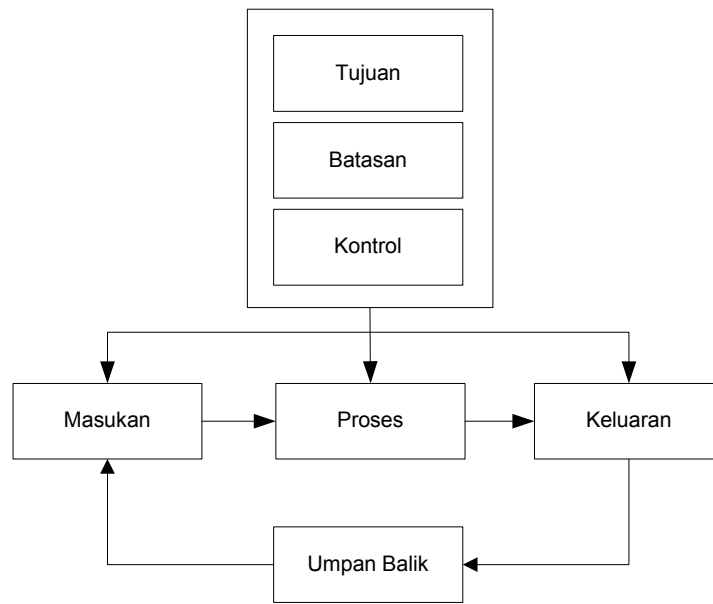 Tujuan
Batasan
Kontrol
Masukan
Proses
Keluaran
Umpan Balik